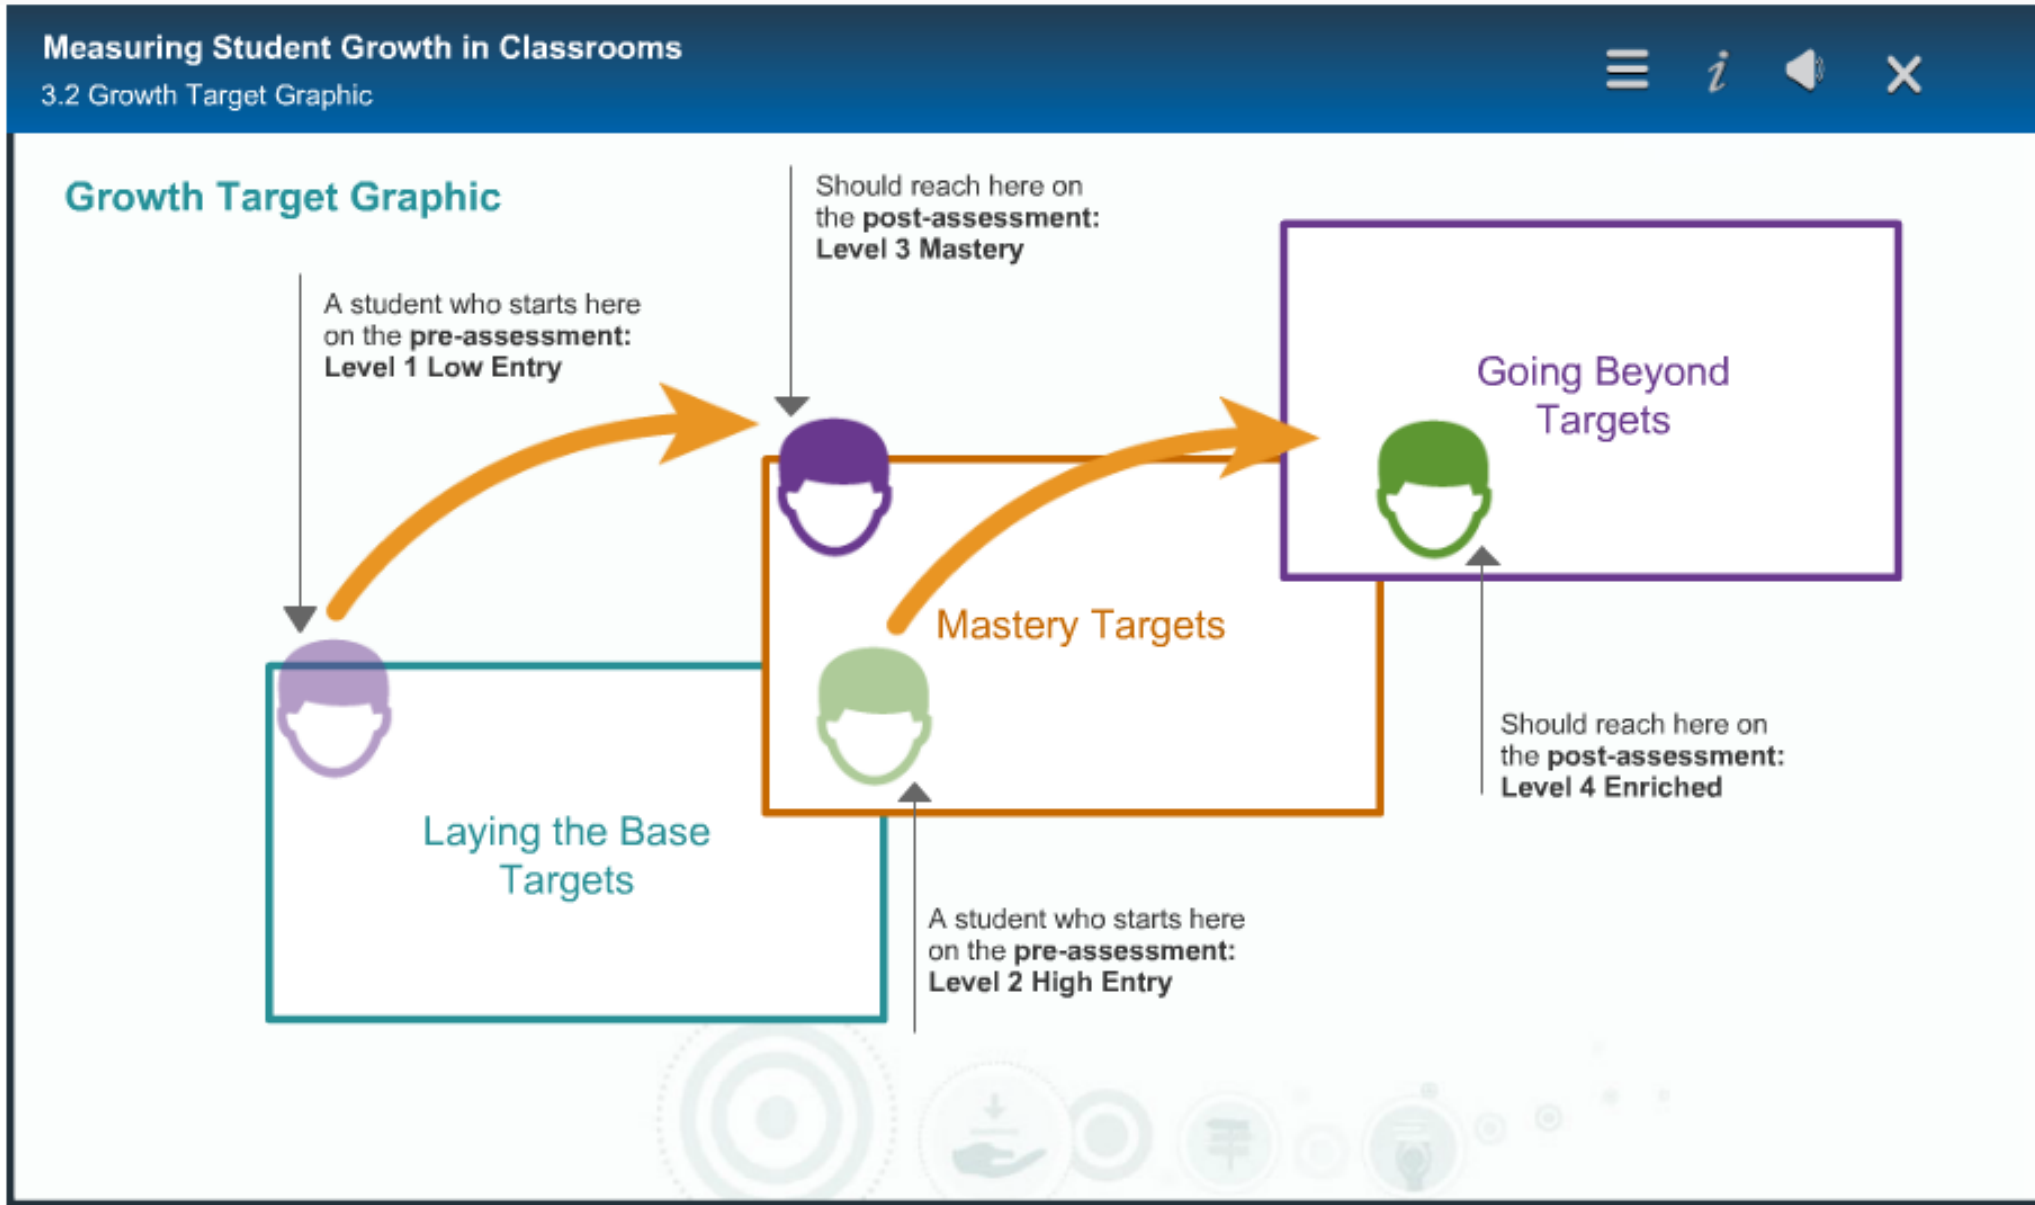 Measuring Student Growth in Classrooms
3.2 Growth Target Graphic
Growth Target Graphic
A student who starts here
on the pre-assessment:
Level 1 Low Entry
Should reach here on
the post-assessment:
Level 3 Mastery
Going Beyond
Targets
Mastery Targets
Laying the Base
Targets
Should reach here on
the post-assessment:
Level 4 Enriched
A student who starts here
on the pre-assessment:
Level 2 High Entry